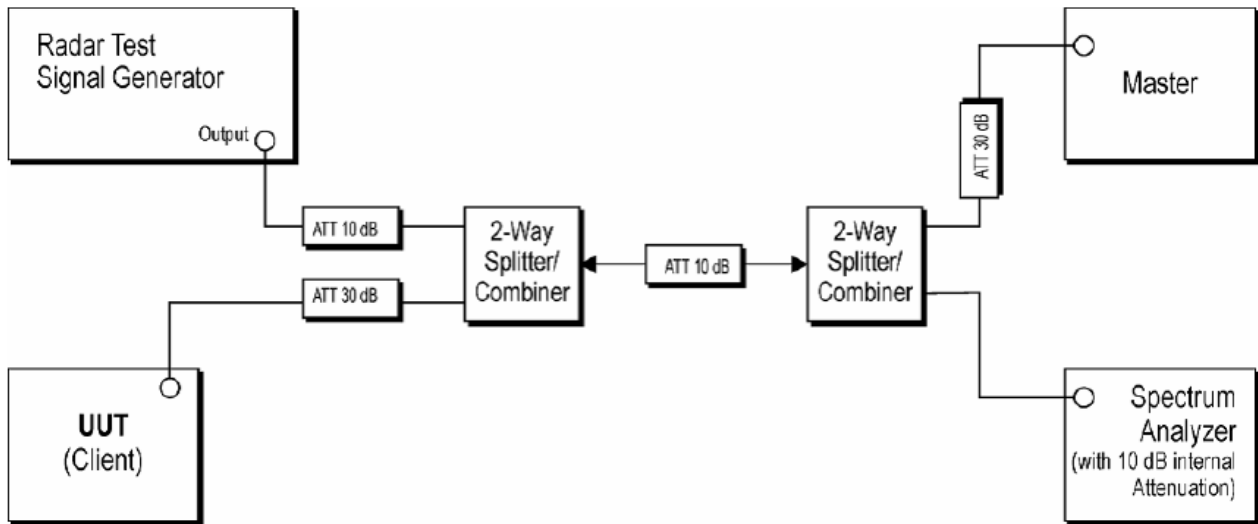 Radar Test
Signal Generator
Output
Master
ATT 30 dB
ATT 10 dB
2-Way
Splitter/
Combiner
ATT 10 dB
2-Way
Splitter/
Combiner
ATT 30 dB
UUT
(Client)
Spectrum
Analyzer
(with 10 dB internal
Attenuation)